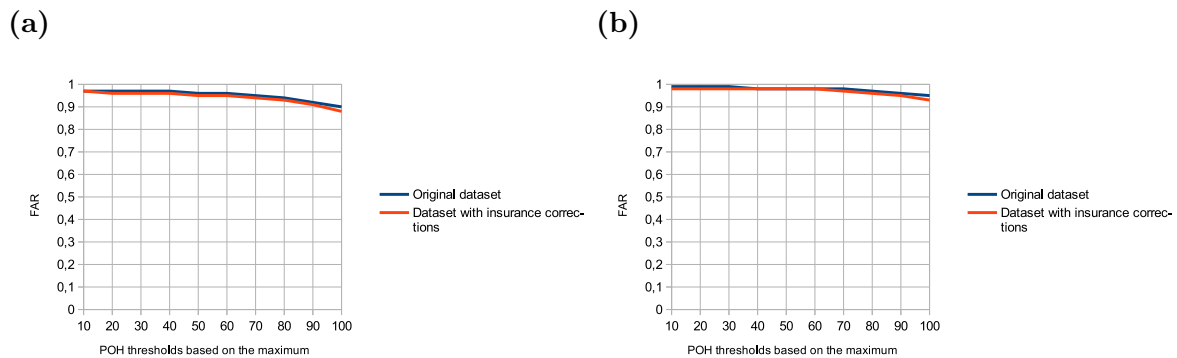 (a)
1
0,9
0,8
0,7
0,6
0,5
0,4
0,3
0,2
0,1
0
FAR
10 20 30 40 50 60 70 80 90 100
POH thresholds based on the maximum
Original dataset
Dataset with insurance correc-
tions
(b)
1
0,9
0,8
0,7
0,6
0,5
0,4
0,3
0,2
0,1
0
FAR
10 20 30 40 50 60 70 80 90 100
POH thresholds based on the maximum
Original dataset
Dataset with insurance correc-
tions